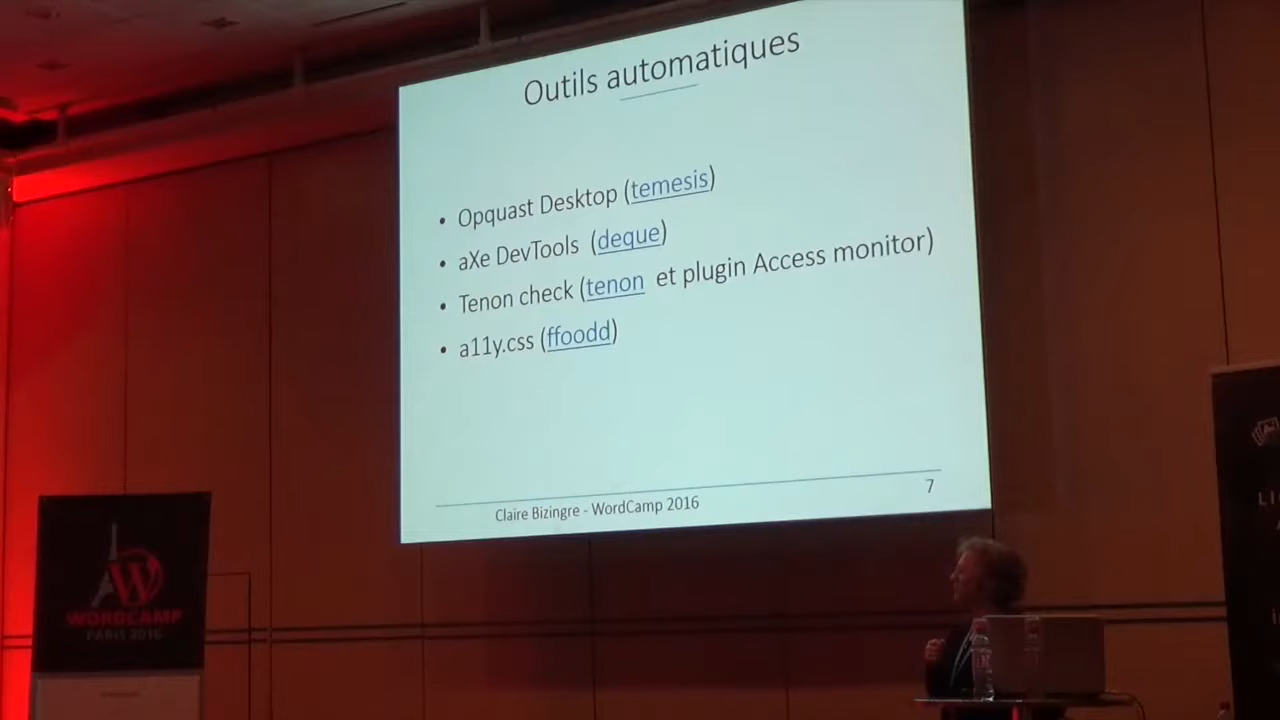 Outils automatiques
• Opquast Desktop (temesis)
• aXe DevTools (deque)
• Tenon check (tenon et plugin Access monitor)
• a11y.css (ffoodd)
Claire Bizingre - WordCamp 2016
7
WORDCAMP
PARIS 2016
LI